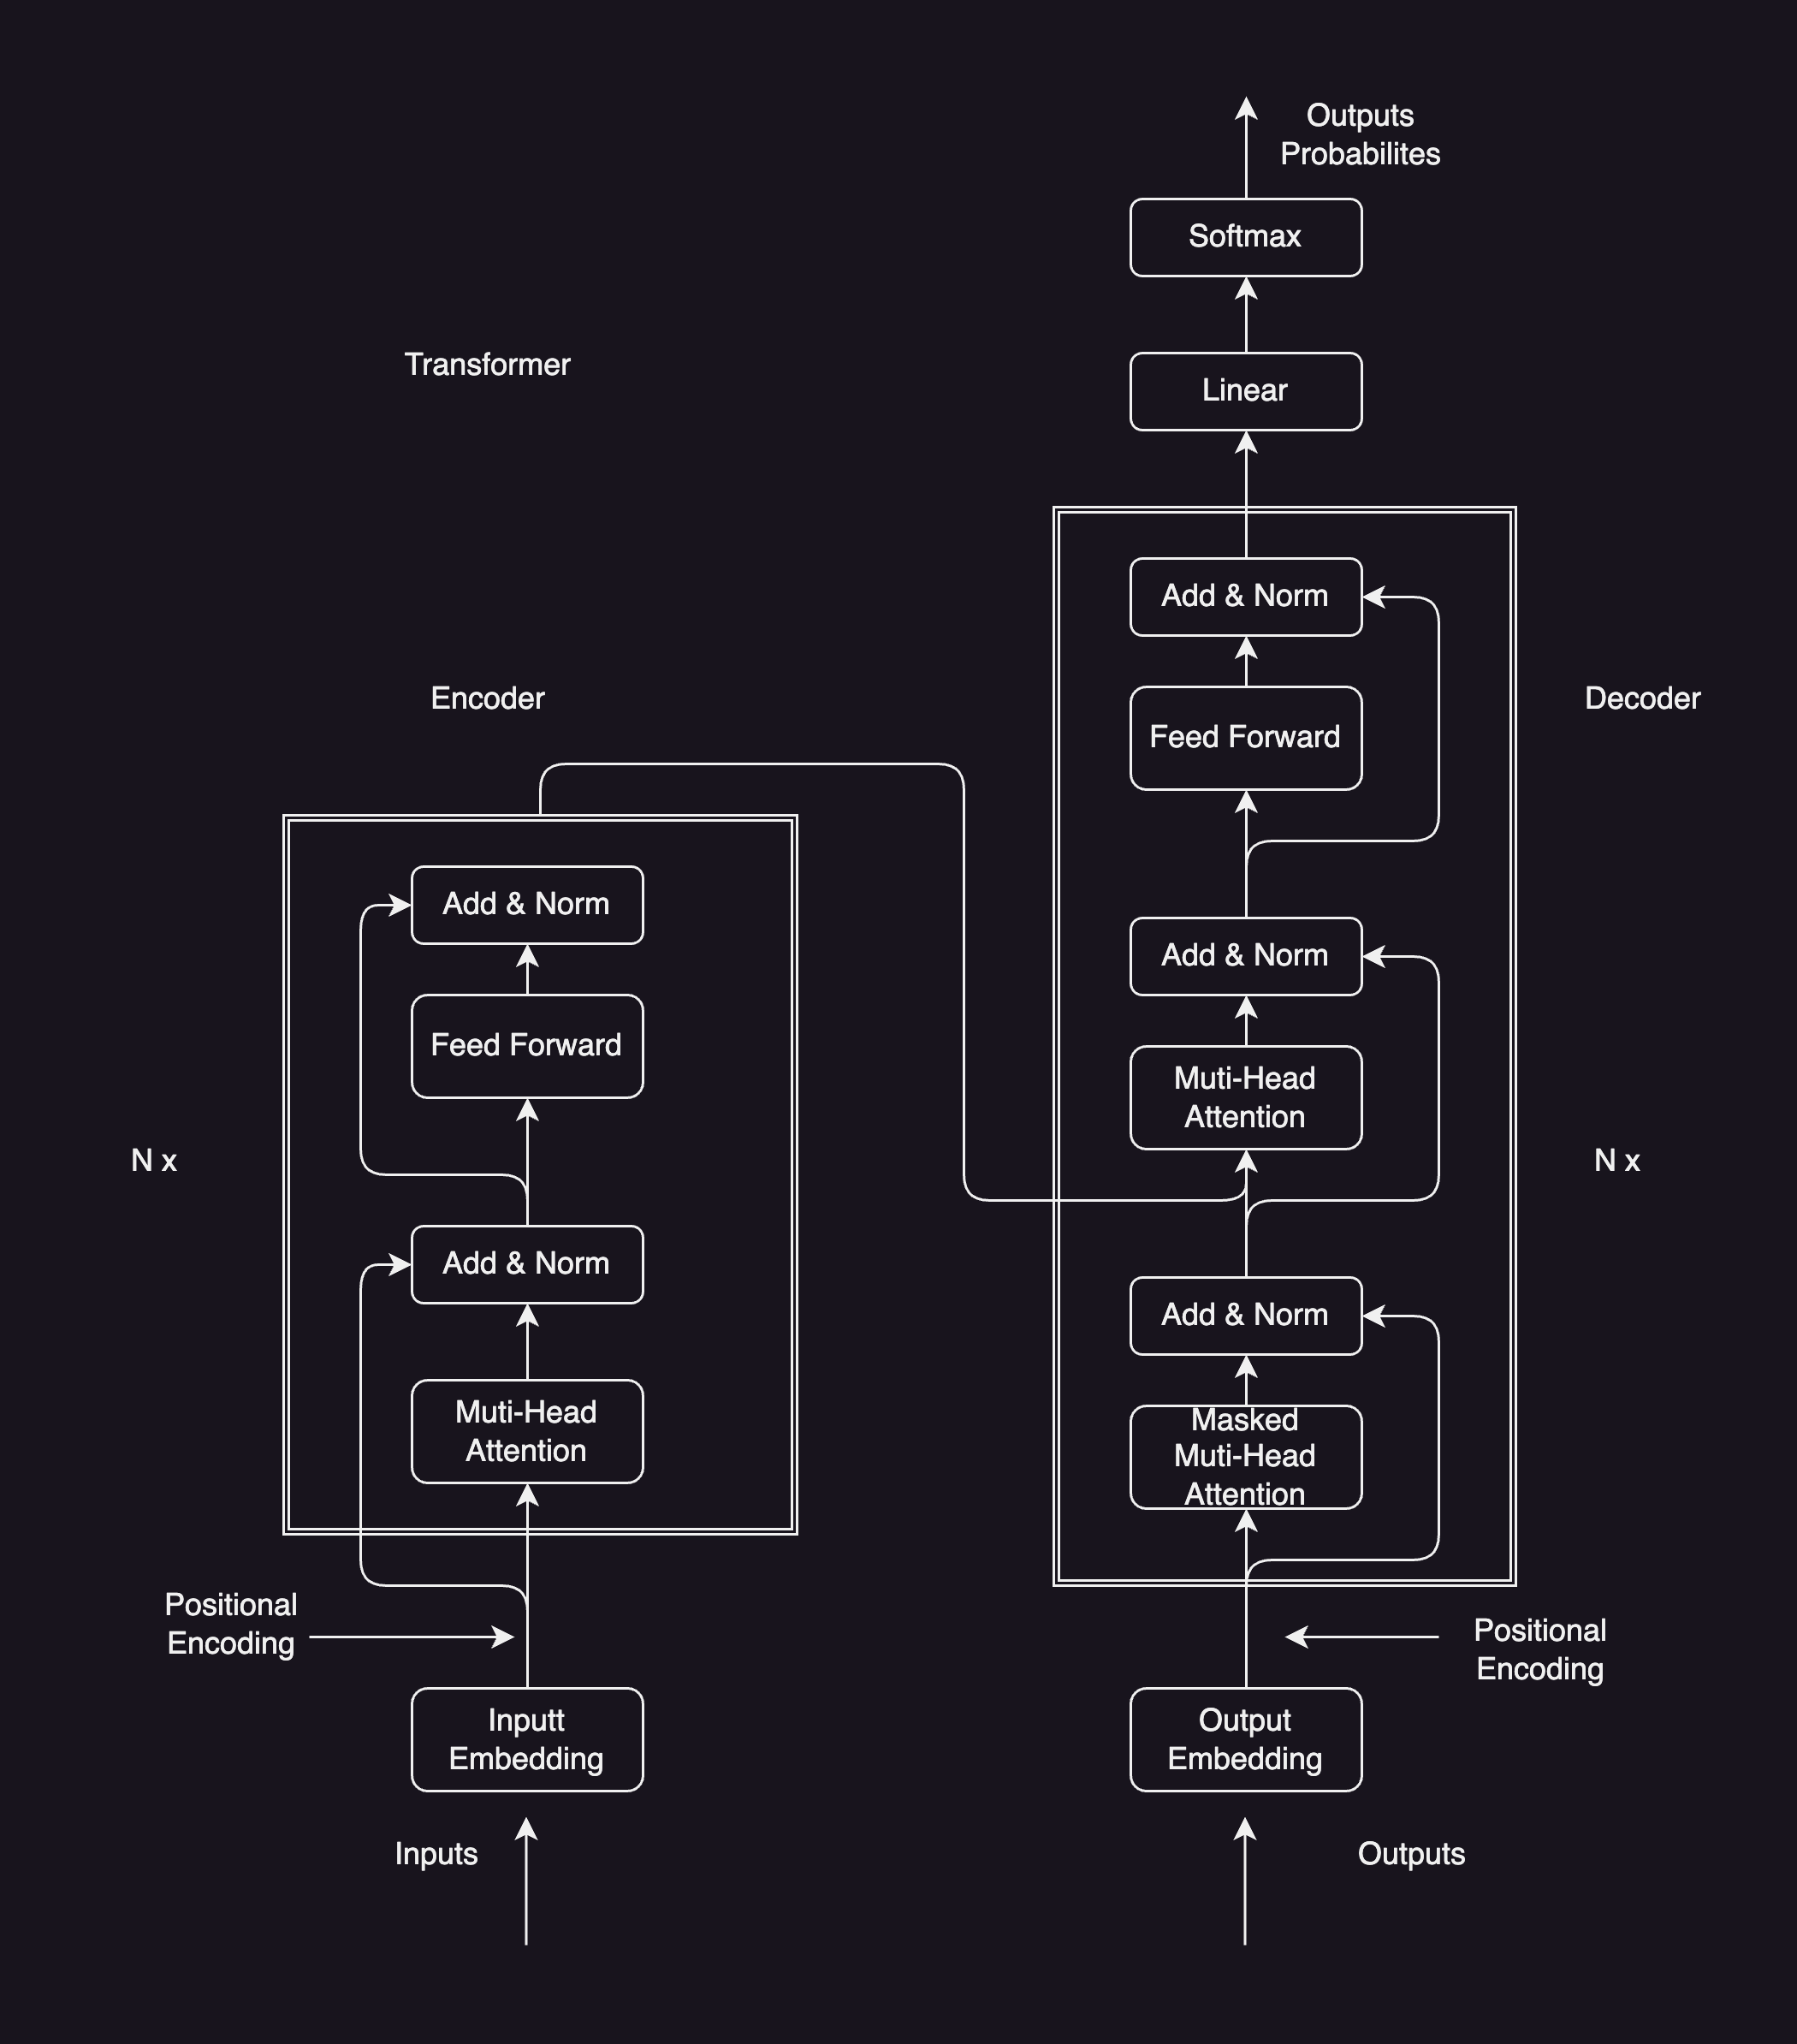 Outputs
Probabilites
Softmax
Transformer
Linear
Add & Norm
Encoder
Decoder
Feed Forward
Add & Norm
Add & Norm
Feed Forward
Muti-Head
Attention
N x
N x
Add & Norm
Add & Norm
Muti-Head
Attention
Masked
Muti-Head
Attention
Positional
Encoding
Positional
Encoding
Inputt
Embedding
Output
Embedding
Inputs
Outputs